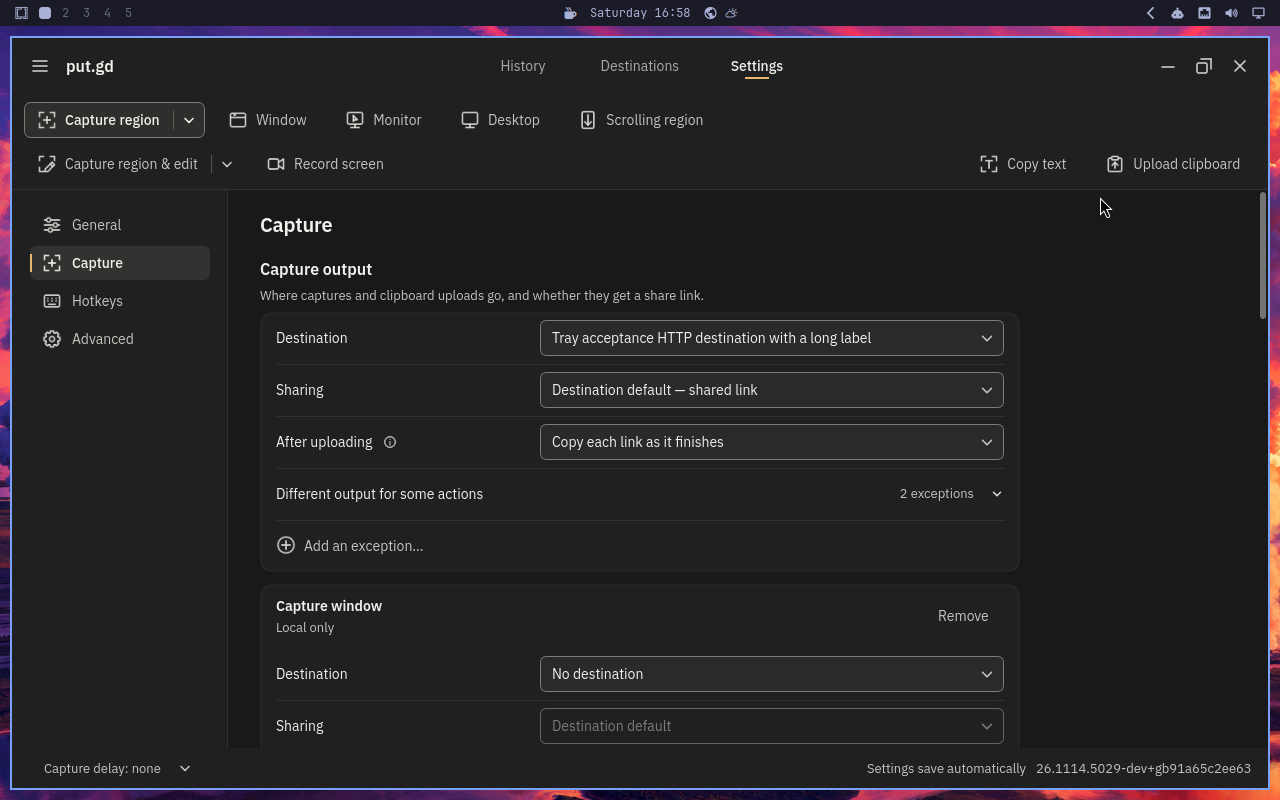 2 3 4 5 Saturday 16:58
put.gd History Destinations Settings
Capture region Window Monitor Desktop Scrolling region
Capture region & edit Record screen Copy text Upload clipboard
General
Capture
Hotkeys
Advanced
Capture
Capture output
Where captures and clipboard uploads go, and whether they get a share link.
Destination Tray acceptance HTTP destination with a long label
Sharing Destination default — shared link
After uploading Copy each link as it finishes
Different output for some actions 2 exceptions
Add an exception…
Capture window
Local only
Remove
Destination No destination
Sharing Destination default
Capture delay: none Settings save automatically 26.1114.5029-dev+gb91a65c2ee63